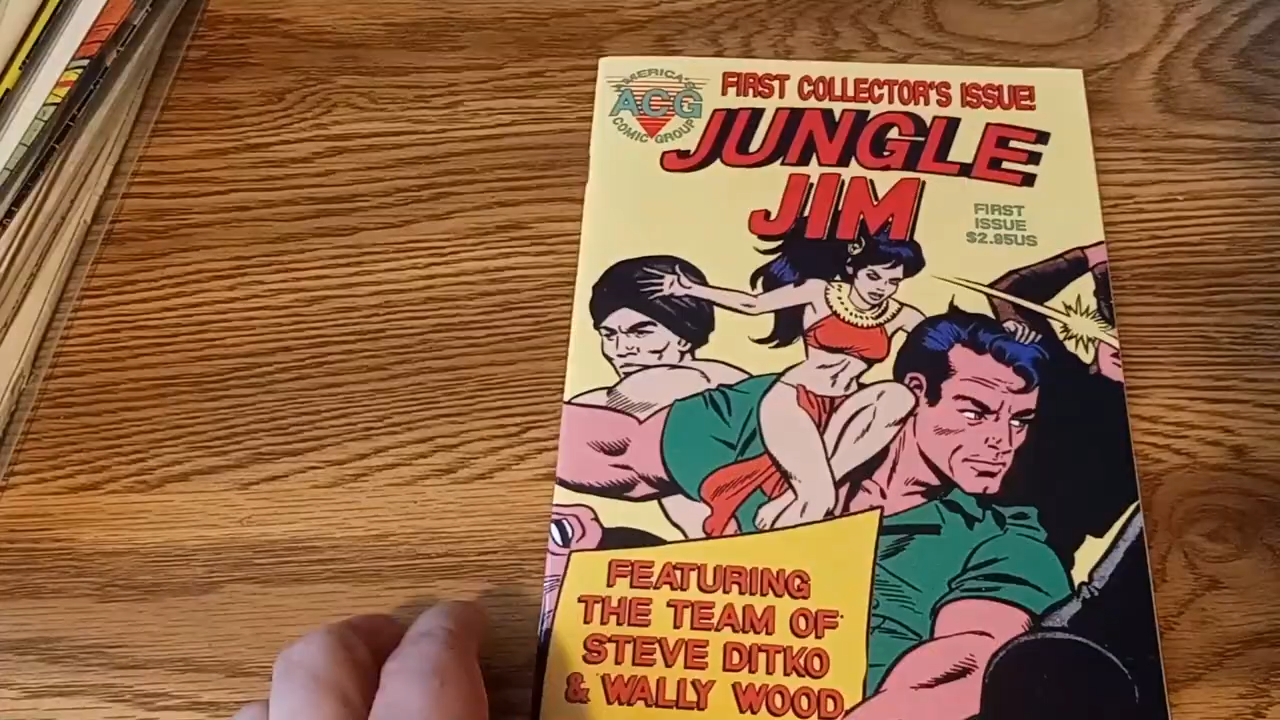 AMERICA'S
ACG
COMIC GROUP
FIRST COLLECTOR'S ISSUE!
JUNGLE
JIM
FIRST
ISSUE
$2.95US
FEATURING
THE TEAM OF
STEVE DITKO
& WALLY WOOD